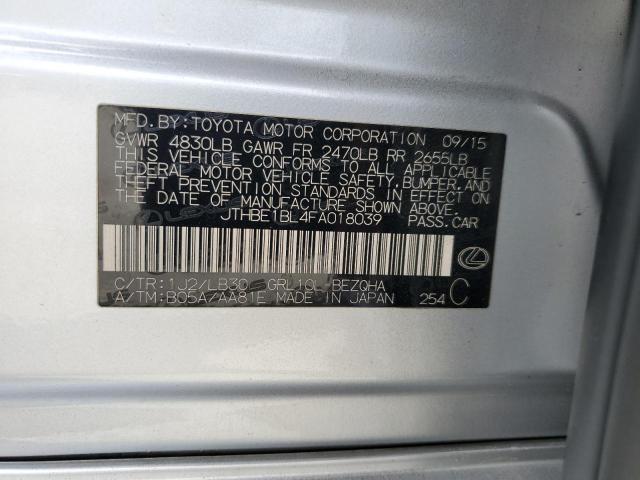 MFD.BY:TOYOTA MOTOR CORPORATION 09/15
GVWR 4830LB GAWR FR 2470LB RR 2655LB
THIS VEHICLE CONFORMS TO ALL APPLICABLE
FEDERAL MOTOR VEHICLE SAFETY,BUMPER,AND
THEFT PREVENTION STANDARDS IN EFFECT ON
THE DATE OF MANUFACTURE SHOWN ABOVE.
JTHBE1BL4FA018039 PASS.CAR
C/TR:1J2/LB30 GRL10L-BEZQHA
A/TM:B05A/AA81E MADE IN JAPAN 254 C